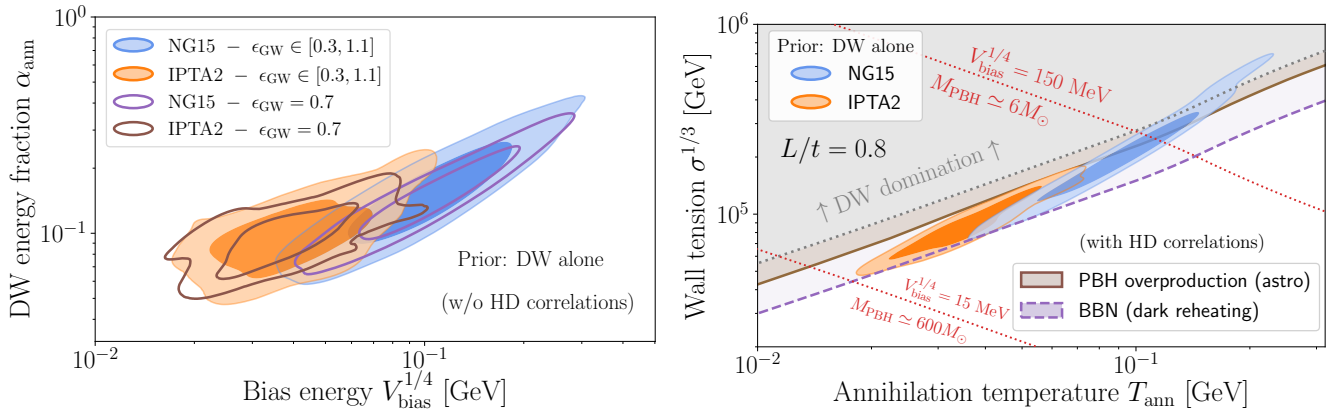 NG15 − ϵ_GW ∈ [0.3, 1.1]
IPTA2 − ϵ_GW ∈ [0.3, 1.1]
NG15 − ϵ_GW = 0.7
IPTA2 − ϵ_GW = 0.7
Prior: DW alone
(w/o HD correlations)
DW energy fraction α_ann
10^0
10^−1
10^−2
10^−1
Bias energy V_bias^1/4 [GeV]
Prior: DW alone
NG15
IPTA2
L/t = 0.8
V_bias^1/4 = 150 MeV
M_PBH ≃ 6M_⊙
↑ DW domination ↑
(with HD correlations)
V_bias^1/4 = 15 MeV
M_PBH ≃ 600M_⊙
PBH overproduction (astro)
BBN (dark reheating)
Wall tension σ^1/3 [GeV]
10^6
10^5
10^−2
10^−1
Annihilation temperature T_ann [GeV]